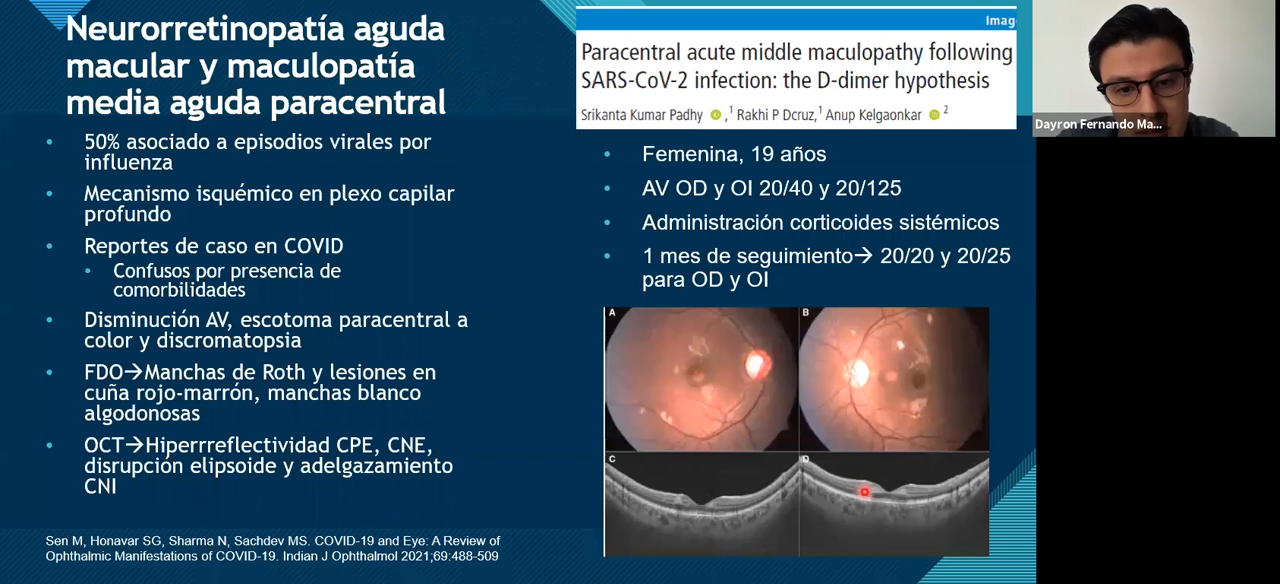 Neurorretinopatía aguda
macular y maculopatía
media aguda paracentral
• 50% asociado a episodios virales por
influenza
• Mecanismo isquémico en plexo capilar
profundo
• Reportes de caso en COVID
• Confusos por presencia de
comorbilidades
• Disminución AV, escotoma paracentral a
color y discromatopsia
• FDO→Manchas de Roth y lesiones en
cuña rojo-marrón, manchas blanco
algodonosas
• OCT→Hiperrreflectividad CPE, CNE,
disrupción elipsoide y adelgazamiento
CNI
Sen M, Honavar SG, Sharma N, Sachdev MS. COVID-19 and Eye: A Review of
Ophthalmic Manifestations of COVID-19. Indian J Ophthalmol 2021;69:488-509
Imag
Paracentral acute middle maculopathy following
SARS-CoV-2 infection: the D-dimer hypothesis
Srikanta Kumar Padhy ,1 Rakhi P Dcruz,1 Anup Kelgaonkar 2
• Femenina, 19 años
• AV OD y OI 20/40 y 20/125
• Administración corticoides sistémicos
• 1 mes de seguimiento→ 20/20 y 20/25
para OD y OI
A
B
C
D
Dayron Fernando Ma...